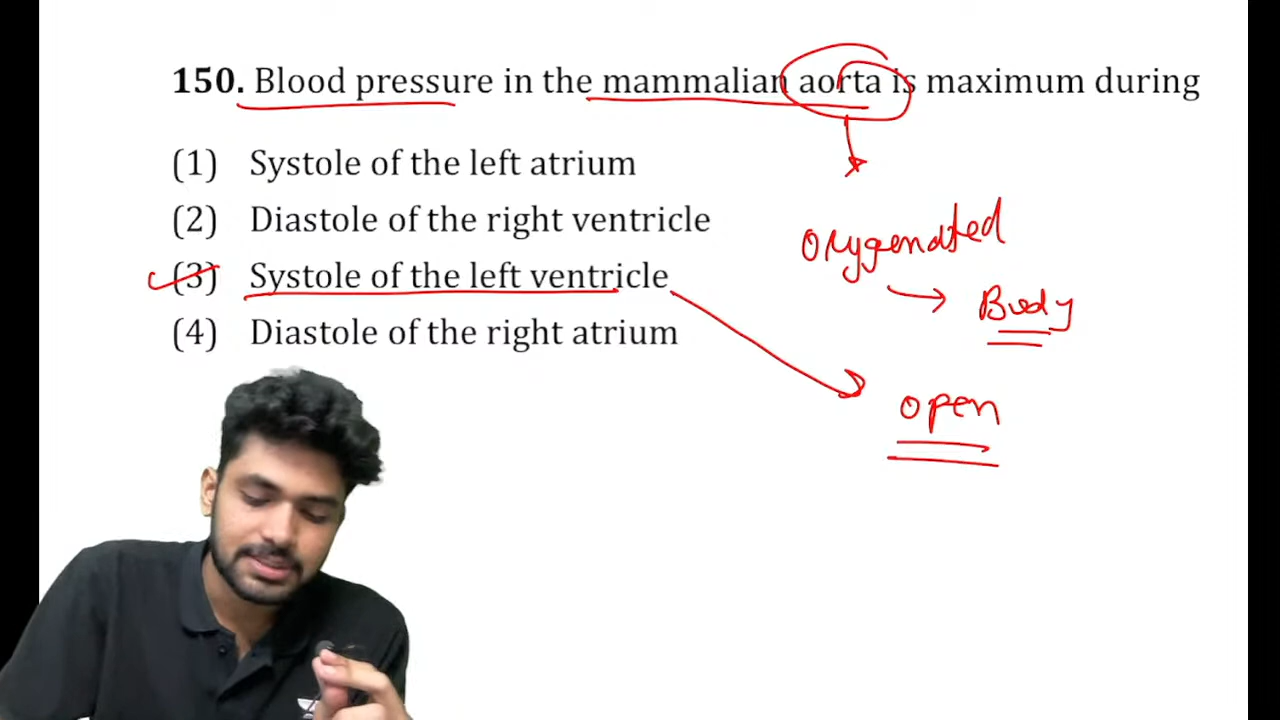 150. Blood pressure in the mammalian aorta is maximum during
(1) Systole of the left atrium
(2) Diastole of the right ventricle
(3) Systole of the left ventricle
(4) Diastole of the right atrium
Oxygenated
Body
open